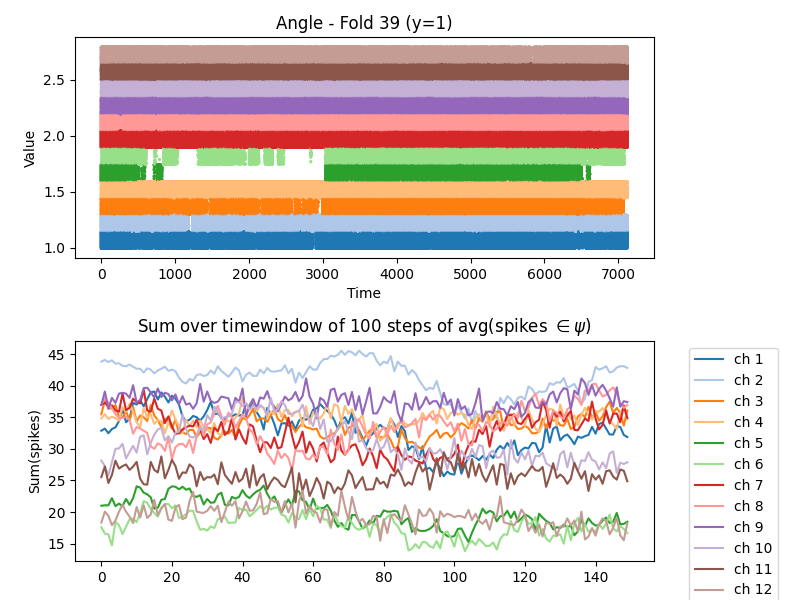 Angle - Fold 39 (y=1)
Value
2.5
2.0
1.5
1.0
0 1000 2000 3000 4000 5000 6000 7000
Time
Sum over timewindow of 100 steps of avg(spikes ∈ ψ)
Sum(spikes)
45
40
35
30
25
20
15
0 20 40 60 80 100 120 140
ch 1
ch 2
ch 3
ch 4
ch 5
ch 6
ch 7
ch 8
ch 9
ch 10
ch 11
ch 12